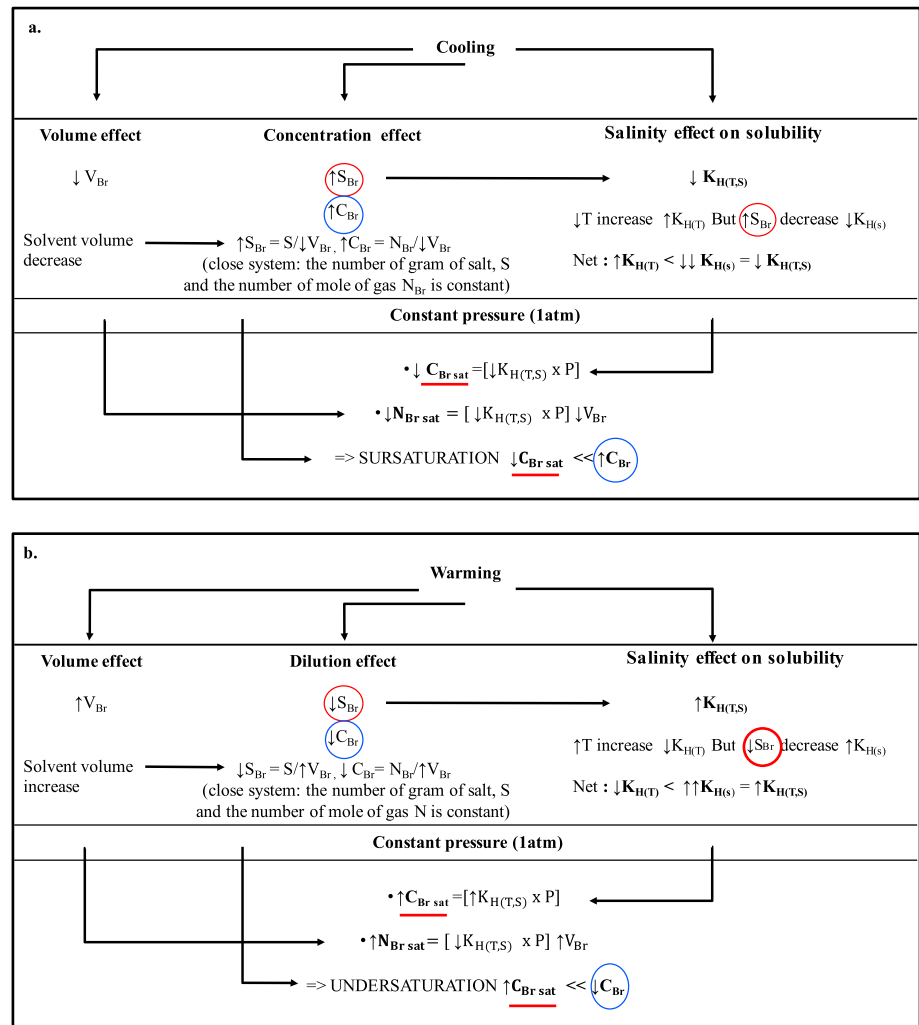 a.
Cooling
Volume effect
Concentration effect
Salinity effect on solubility
↓ V_Br
↑S_Br
↓ K_H(T,S)
↑C_Br
↓T increase ↑K_H(T) But ↑S_Br decrease ↓K_H(s)
Solvent volume
decrease
↑S_Br = S/↓V_Br, ↑C_Br = N_Br/↓V_Br
(close system: the number of gram of salt, S
and the number of mole of gas N_Br is constant)
Net : ↑K_H(T) < ↓↓ K_H(s) = ↓ K_H(T,S)
Constant pressure (1atm)
• ↓ C_Br sat =[↓K_H(T,S) x P]
• ↓N_Br sat = [ ↓K_H(T,S) x P] ↓V_Br
=> SURSATURATION ↓C_Br sat << ↑C_Br
b.
Warming
Volume effect
Dilution effect
Salinity effect on solubility
↑V_Br
↓S_Br
↑K_H(T,S)
↓C_Br
↑T increase ↓K_H(T) But ↓S_Br decrease ↑K_H(s)
Solvent volume
increase
↓S_Br = S/↑V_Br, ↓ C_Br= N_Br/↑V_Br
(close system: the number of gram of salt, S
and the number of mole of gas N is constant)
Net : ↓K_H(T) < ↑↑K_H(s) = ↑K_H(T,S)
Constant pressure (1atm)
• ↑C_Br sat =[↑K_H(T,S) x P]
• ↑N_Br sat = [ ↓K_H(T,S) x P] ↑V_Br
=> UNDERSATURATION ↑C_Br sat << ↓C_Br